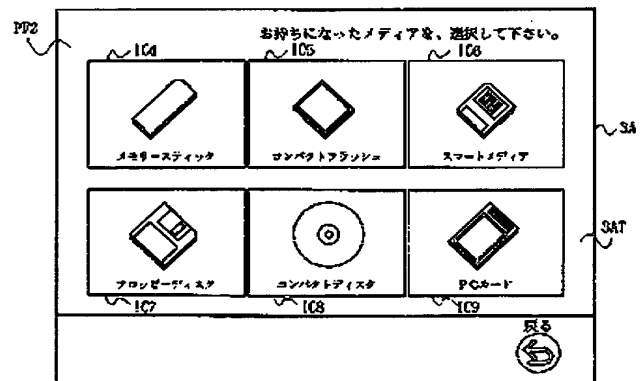 PP2
お持ちになったメディアを、選択して下さい。
IC4 IC5 IC6
メモリースティック コンパクトフラッシュ スマートメディア
SA
SAT
フロッピーディスク コンパクトディスク PCカード
IC7 IC8 IC9
戻る